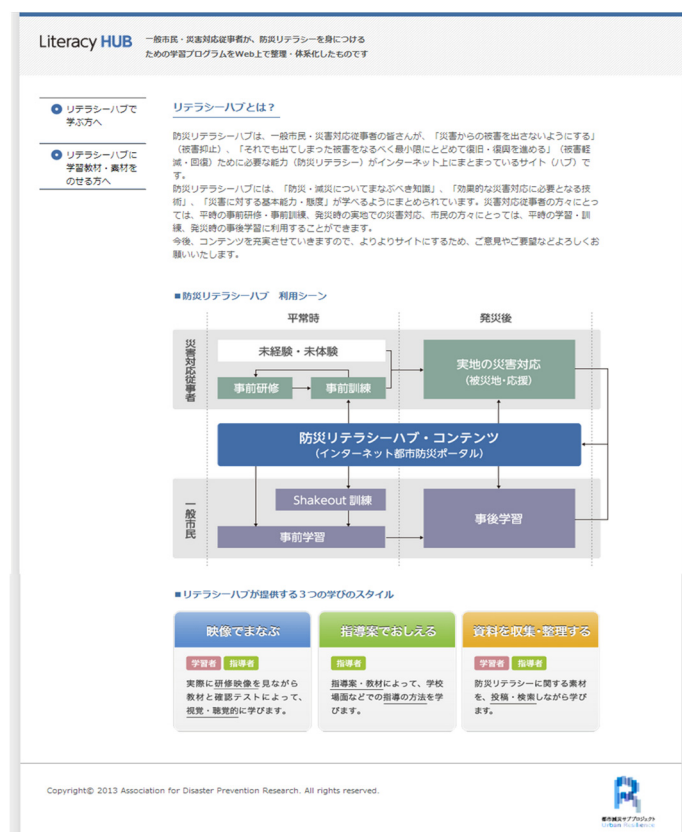 Literacy HUB
一般市民・災害対応従事者が、防災リテラシーを身につける
ための学習プログラムをWeb上で整理・体系化したものです
リテラシーハブで
学ぶ方へ
リテラシーハブに
学習教材・素材を
のせる方へ
リテラシーハブとは？
防災リテラシーハブは、一般市民・災害対応従事者の皆さんが、「災害からの被害を出さないようにする」
（被害抑止）、「それでも出てしまった被害をなるべく最小限にとどめて復旧・復興を進める」（被害軽
減・回復）ために必要な能力（防災リテラシー）がインターネット上にまとまっているサイト（ハブ）で
す。
防災リテラシーハブには、「防災・減災についてまなぶべき知識」、「効果的な災害対応に必要となる技
術」、「災害に対する基本能力・態度」が学べるようにまとめられています。災害対応従事者の方々にとっ
ては、平時の事前研修・事前訓練、発災時の実地での災害対応、市民の方々にとっては、平時の学習・訓
練、発災時の事後学習に利用することができます。
今後、コンテンツを充実させていきますので、よりよりサイトにするため、ご意見やご要望などよろしくお
願いいたします。
■防災リテラシーハブ　利用シーン
平常時
発災後
災害対応従事者
未経験・未体験
事前研修
事前訓練
実地の災害対応
（被災地・応援）
防災リテラシーハブ・コンテンツ
（インターネット都市防災ポータル）
一般市民
Shakeout 訓練
事前学習
事後学習
■リテラシーハブが提供する３つの学びのスタイル
映像でまなぶ
学習者 指導者
実際に研修映像を見ながら
教材と確認テストによって、
視覚・聴覚的に学びます。
指導案でおしえる
指導者
指導案・教材によって、学校
場面などでの指導の方法を学
びます。
資料を収集・整理する
学習者 指導者
防災リテラシーに関する素材
を、投稿・検索しながら学び
ます。
Copyright© 2013 Association for Disaster Prevention Research. All rights reserved.
都市減災サブプロジェクト
Urban Resilience